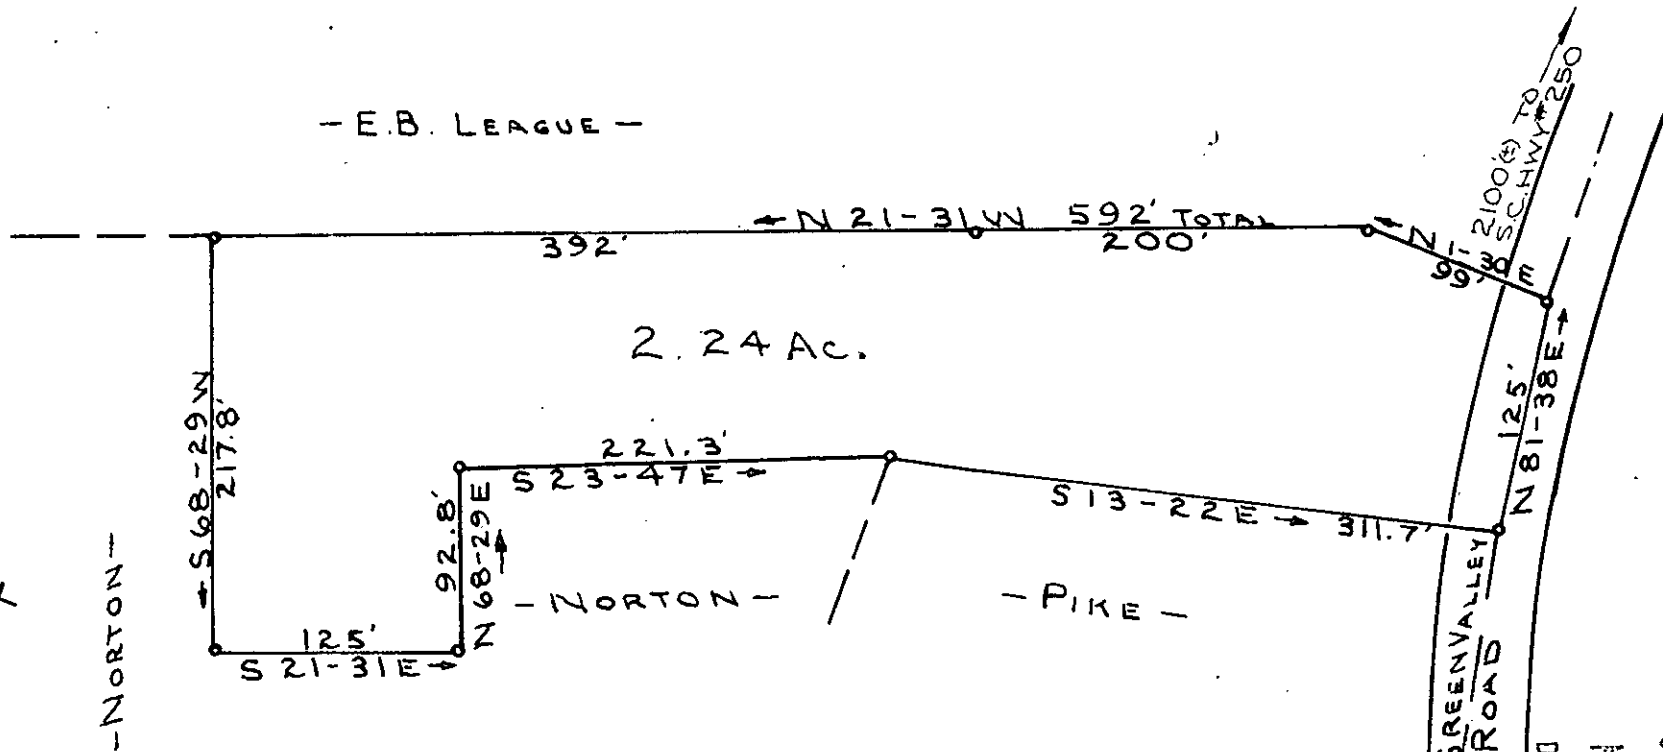 - E.B. LEAGUE -
2100'(±) TO
S.C. HWY #250
← N 21-31 W 592' TOTAL
392'
200'
← N 1-30 E
99'
2.24 Ac.
← S 68-29 W
217.8'
125'
N 81-38 E →
221.3'
S 23-47 E →
92.8'
N 68-29 E →
S 13-22 E → 311.7'
- NORTON -
- PIKE -
125'
S 21-31 E →
- NORTON -
GREEN VALLEY
ROAD